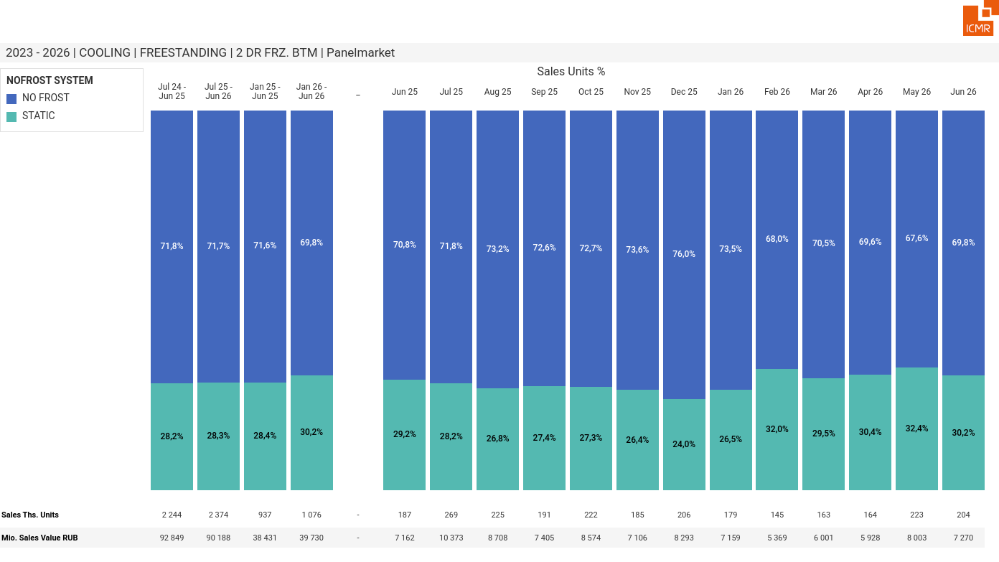 ICMR
2023 - 2026 | COOLING | FREESTANDING | 2 DR FRZ. BTM | Panelmarket
NOFROST SYSTEM
NO FROST
STATIC
Sales Units %
Jul 24 - Jun 25 Jul 25 - Jun 26 Jan 25 - Jun 25 Jan 26 - Jun 26 – Jun 25 Jul 25 Aug 25 Sep 25 Oct 25 Nov 25 Dec 25 Jan 26 Feb 26 Mar 26 Apr 26 May 26 Jun 26
71,8% 71,7% 71,6% 69,8% 70,8% 71,8% 73,2% 72,6% 72,7% 73,6% 76,0% 73,5% 68,0% 70,5% 69,6% 67,6% 69,8%
28,2% 28,3% 28,4% 30,2% 29,2% 28,2% 26,8% 27,4% 27,3% 26,4% 24,0% 26,5% 32,0% 29,5% 30,4% 32,4% 30,2%
Sales Ths. Units 2 244 2 374 937 1 076 - 187 269 225 191 222 185 206 179 145 163 164 223 204
Mio. Sales Value RUB 92 849 90 188 38 431 39 730 - 7 162 10 373 8 708 7 405 8 574 7 106 8 293 7 159 5 369 6 001 5 928 8 003 7 270